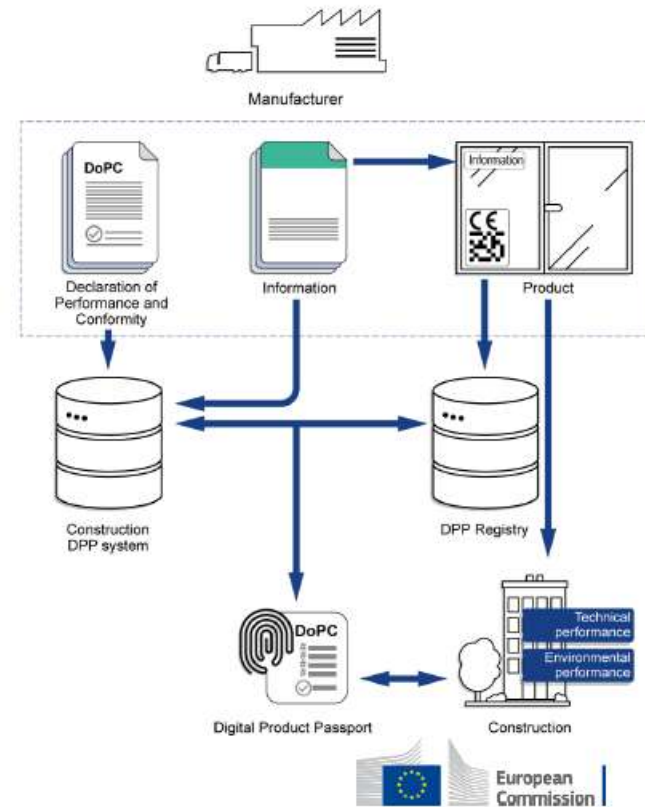 Manufacturer
DoPC
Information
CE
Declaration of
Performance and
Conformity
Information
Product
Construction
DPP system
DPP Registry
DoPC
Technical
performance
Environmental
performance
Digital Product Passport
Construction
European
Commission